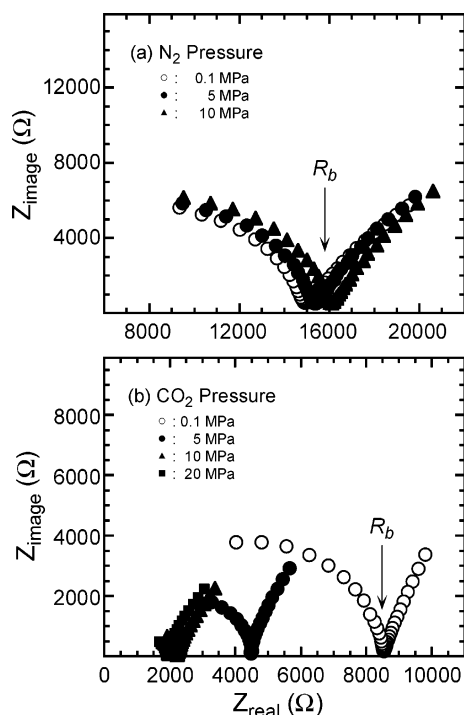 (a) N₂ Pressure
○ : 0.1 MPa
● : 5 MPa
▲ : 10 MPa
R_b
Z_image (Ω)
12000
8000
4000
8000 12000 16000 20000
(b) CO₂ Pressure
○ : 0.1 MPa
● : 5 MPa
▲ : 10 MPa
■ : 20 MPa
R_b
Z_image (Ω)
8000
6000
4000
2000
0 2000 4000 6000 8000 10000
Z_real (Ω)